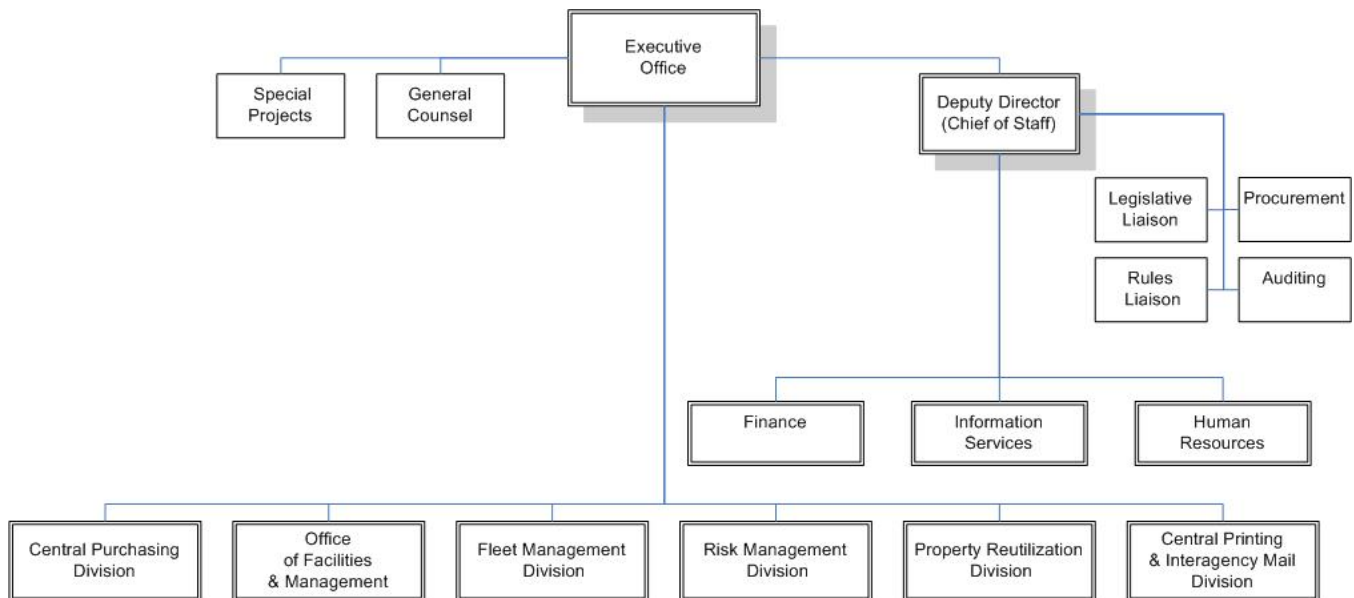 Executive
Office
Special
Projects
General
Counsel
Deputy Director
(Chief of Staff)
Legislative
Liaison
Procurement
Rules
Liaison
Auditing
Finance
Information
Services
Human
Resources
Central Purchasing
Division
Office
of Facilities
& Management
Fleet Management
Division
Risk Management
Division
Property Reutilization
Division
Central Printing
& Interagency Mail
Division